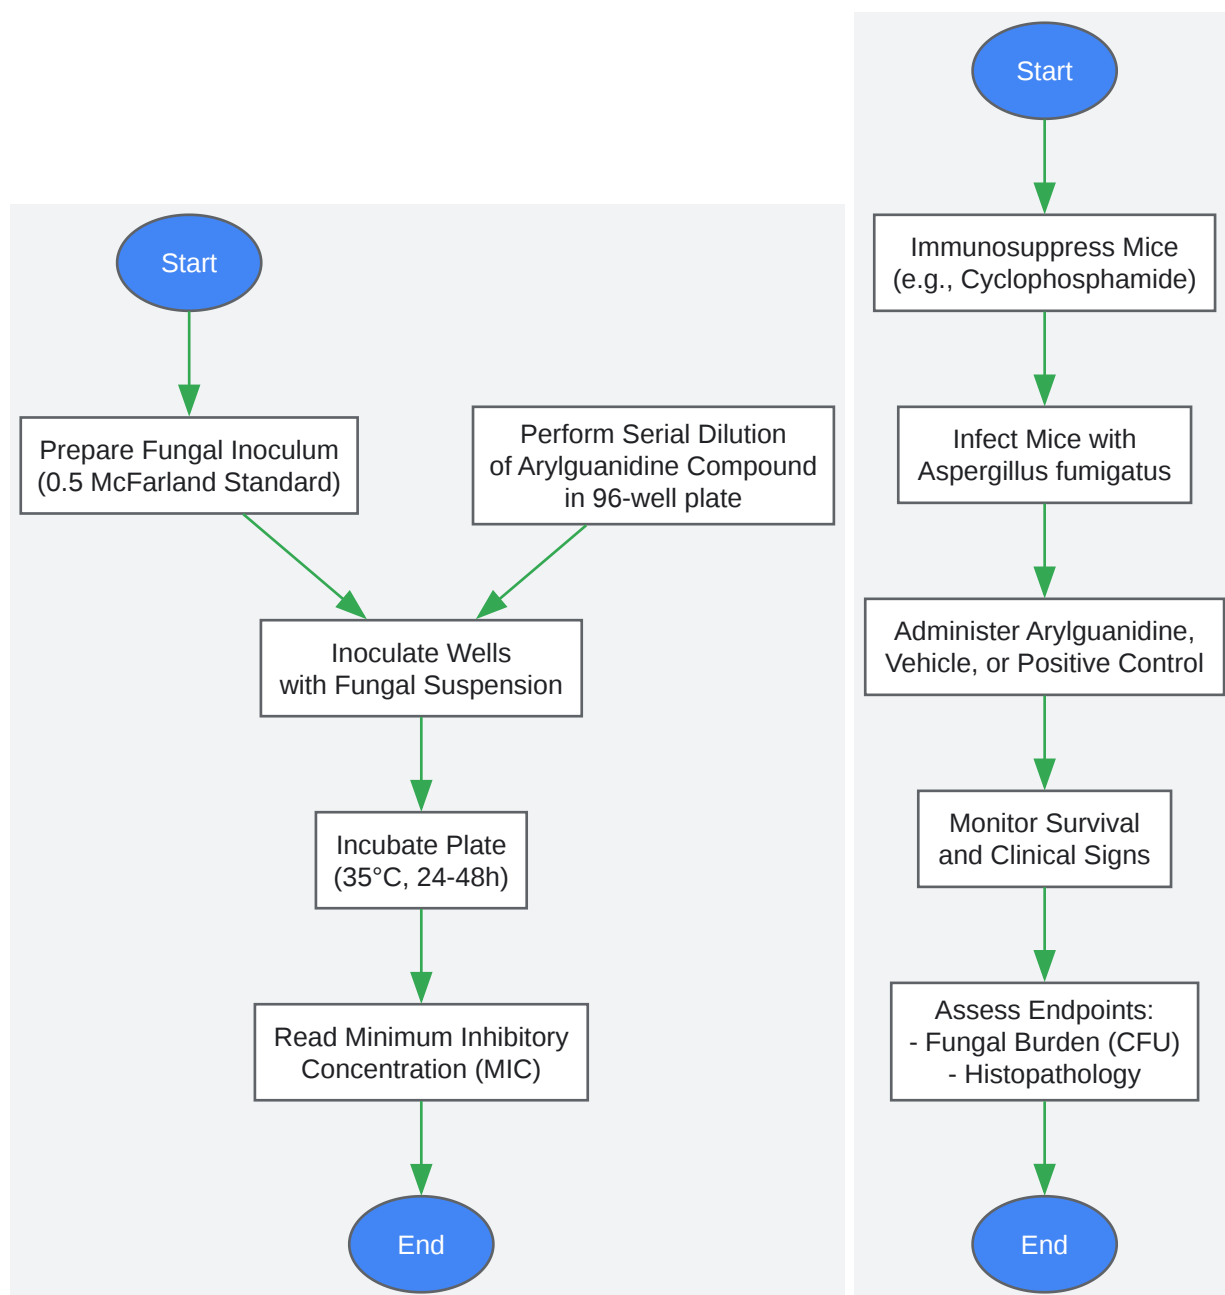 Start
Prepare Fungal Inoculum
(0.5 McFarland Standard)
Perform Serial Dilution
of Arylguanidine Compound
in 96-well plate
Inoculate Wells
with Fungal Suspension
Incubate Plate
(35°C, 24-48h)
Read Minimum Inhibitory
Concentration (MIC)
End
Start
Immunosuppress Mice
(e.g., Cyclophosphamide)
Infect Mice with
Aspergillus fumigatus
Administer Arylguanidine,
Vehicle, or Positive Control
Monitor Survival
and Clinical Signs
Assess Endpoints:
- Fungal Burden (CFU)
- Histopathology
End